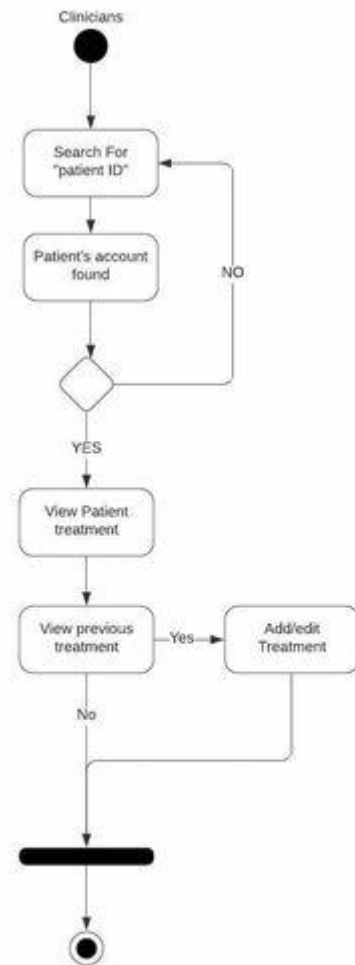 Clinicians
Search For
"patient ID"
Patient's account
found
NO
YES
View Patient
treatment
View previous
treatment
Yes
Add/edit
Treatment
No